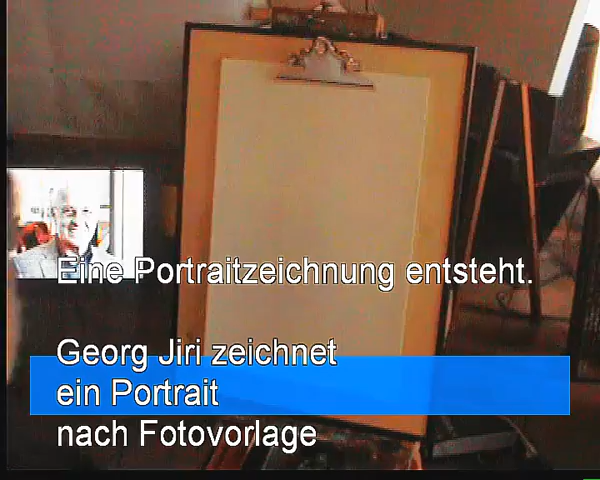 Eine Portraitzeichnung entsteht.
Georg Jiri zeichnet
ein Portrait
nach Fotovorlage